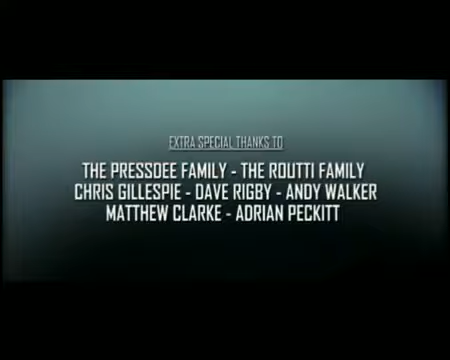 EXTRA SPECIAL THANKS TO
THE PRESSDEE FAMILY - THE ROUTTI FAMILY
CHRIS GILLESPIE - DAVE RIGBY - ANDY WALKER
MATTHEW CLARKE - ADRIAN PECKITT